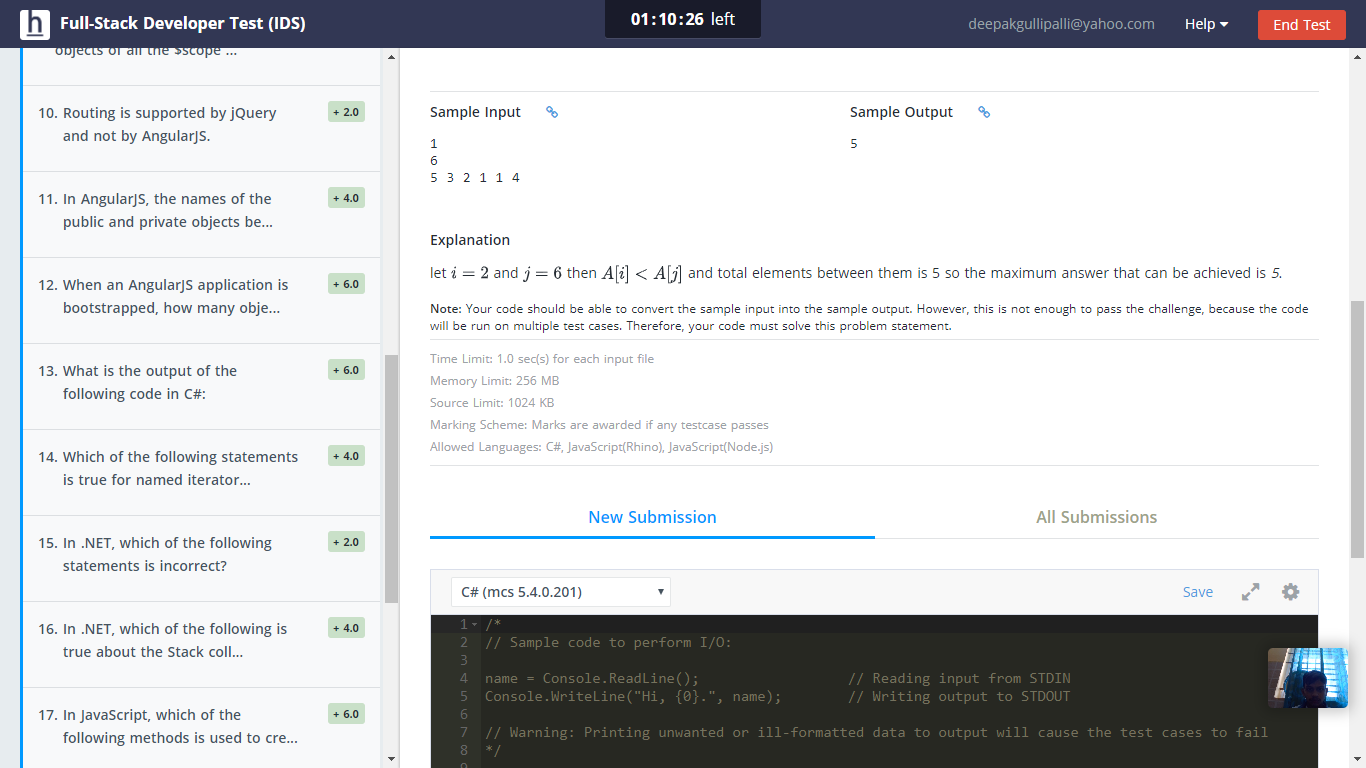 h Full-Stack Developer Test (IDS)
01:10:26 left
deepakgullipalli@yahoo.com
Help
End Test
objects of all the $scope ...
10. Routing is supported by jQuery
and not by AngularJS.
+ 2.0
11. In AngularJS, the names of the
public and private objects be...
+ 4.0
12. When an AngularJS application is
bootstrapped, how many obje...
+ 6.0
13. What is the output of the
following code in C#:
+ 6.0
14. Which of the following statements
is true for named iterator...
+ 4.0
15. In .NET, which of the following
statements is incorrect?
+ 2.0
16. In .NET, which of the following is
true about the Stack coll...
+ 4.0
17. In JavaScript, which of the
following methods is used to cre...
+ 6.0
Sample Input
1
6
5 3 2 1 1 4
Sample Output
5
Explanation
let i = 2 and j = 6 then A[i] < A[j] and total elements between them is 5 so the maximum answer that can be achieved is 5.
Note: Your code should be able to convert the sample input into the sample output. However, this is not enough to pass the challenge, because the code
will be run on multiple test cases. Therefore, your code must solve this problem statement.
Time Limit: 1.0 sec(s) for each input file
Memory Limit: 256 MB
Source Limit: 1024 KB
Marking Scheme: Marks are awarded if any testcase passes
Allowed Languages: C#, JavaScript(Rhino), JavaScript(Node.js)
New Submission
All Submissions
C# (mcs 5.4.0.201)
Save
1 /*
2 // Sample code to perform I/O:
3
4 name = Console.ReadLine(); // Reading input from STDIN
5 Console.WriteLine("Hi, {0}.", name); // Writing output to STDOUT
6
7 // Warning: Printing unwanted or ill-formatted data to output will cause the test cases to fail
8 */
9